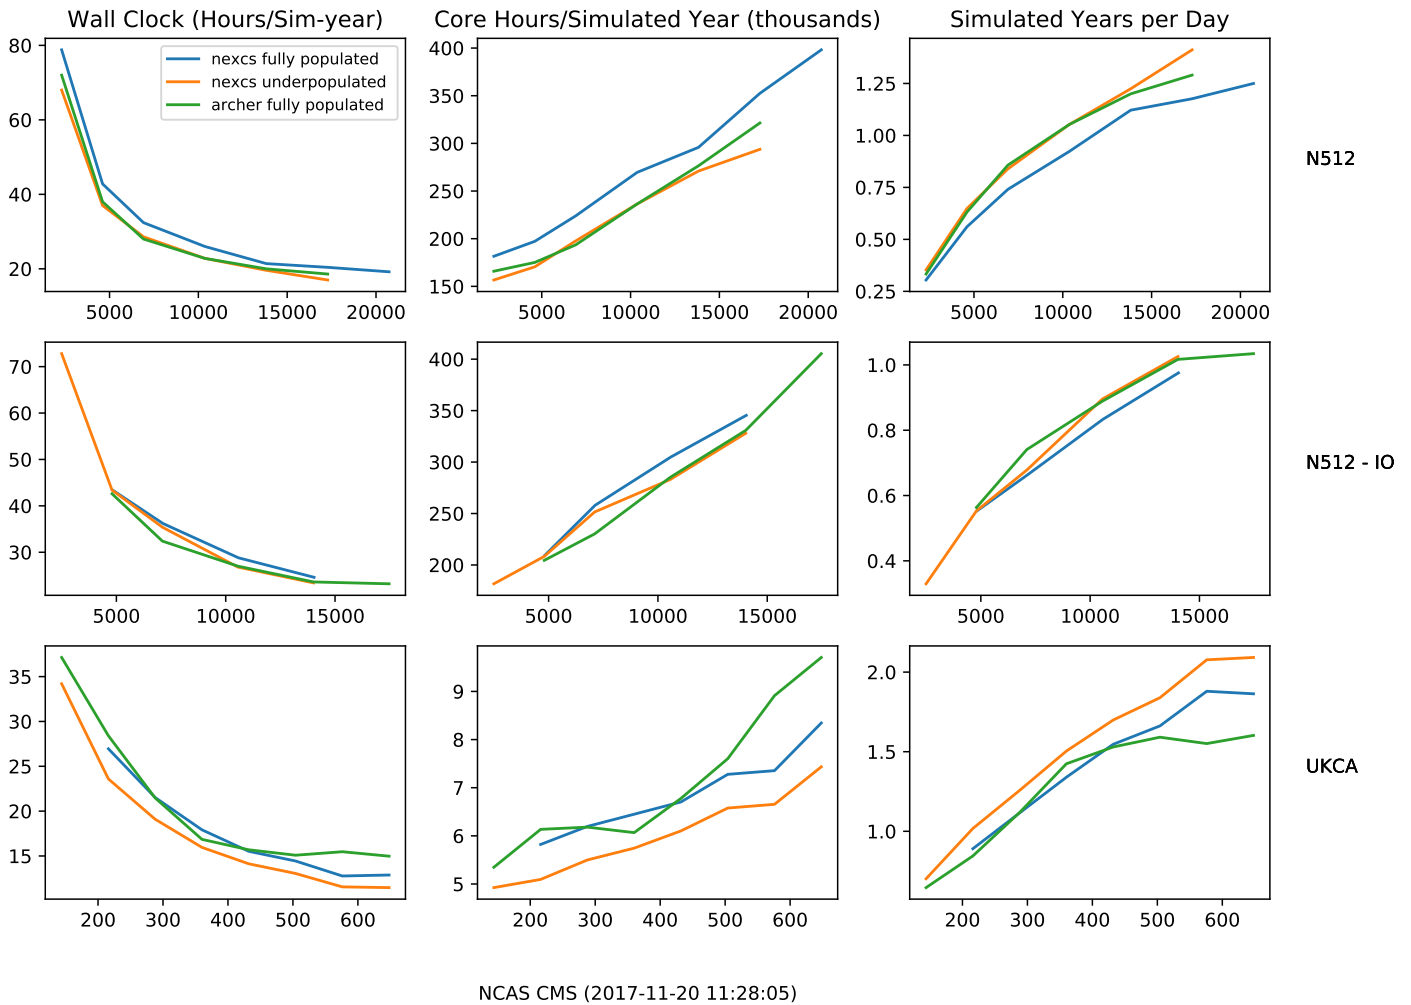 Wall Clock (Hours/Sim-year)
Core Hours/Simulated Year (thousands)
Simulated Years per Day
nexcs fully populated
nexcs underpopulated
archer fully populated
80
60
40
20
5000 10000 15000 20000
400
350
300
250
200
150
5000 10000 15000 20000
1.25
1.00
0.75
0.50
0.25
5000 10000 15000 20000
N512
70
60
50
40
30
5000 10000 15000
400
350
300
250
200
5000 10000 15000
1.0
0.8
0.6
0.4
5000 10000 15000
N512 - IO
35
30
25
20
15
200 300 400 500 600
9
8
7
6
5
200 300 400 500 600
2.0
1.5
1.0
200 300 400 500 600
UKCA
NCAS CMS (2017-11-20 11:28:05)